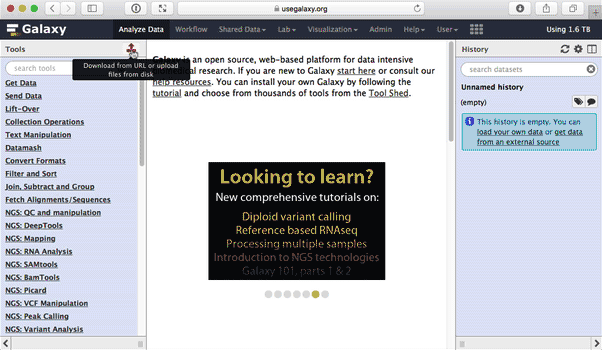 usegalaxy.org
Galaxy
Analyze Data Workflow Shared Data Lab Visualization Admin Help User Using 1.6 TB
Tools
search tools
Get Data
Send Data
Lift-Over
Collection Operations
Text Manipulation
Datamash
Convert Formats
Filter and Sort
Join, Subtract and Group
Fetch Alignments/Sequences
NGS: QC and manipulation
NGS: DeepTools
NGS: Mapping
NGS: RNA Analysis
NGS: SAMtools
NGS: BamTools
NGS: Picard
NGS: VCF Manipulation
NGS: Peak Calling
NGS: Variant Analysis
Download from URL or upload
files from disk
is an open source, web-based platform for data intensive
research. If you are new to Galaxy start here or consult our
help resources. You can install your own Galaxy by following the
tutorial and choose from thousands of tools from the Tool Shed.
Looking to learn?
New comprehensive tutorials on:
Diploid variant calling
Reference based RNAseq
Processing multiple samples
Introduction to NGS technologies
Galaxy 101, parts 1 & 2
History
search datasets
Unnamed history
(empty)
This history is empty. You can
load your own data or get data
from an external source